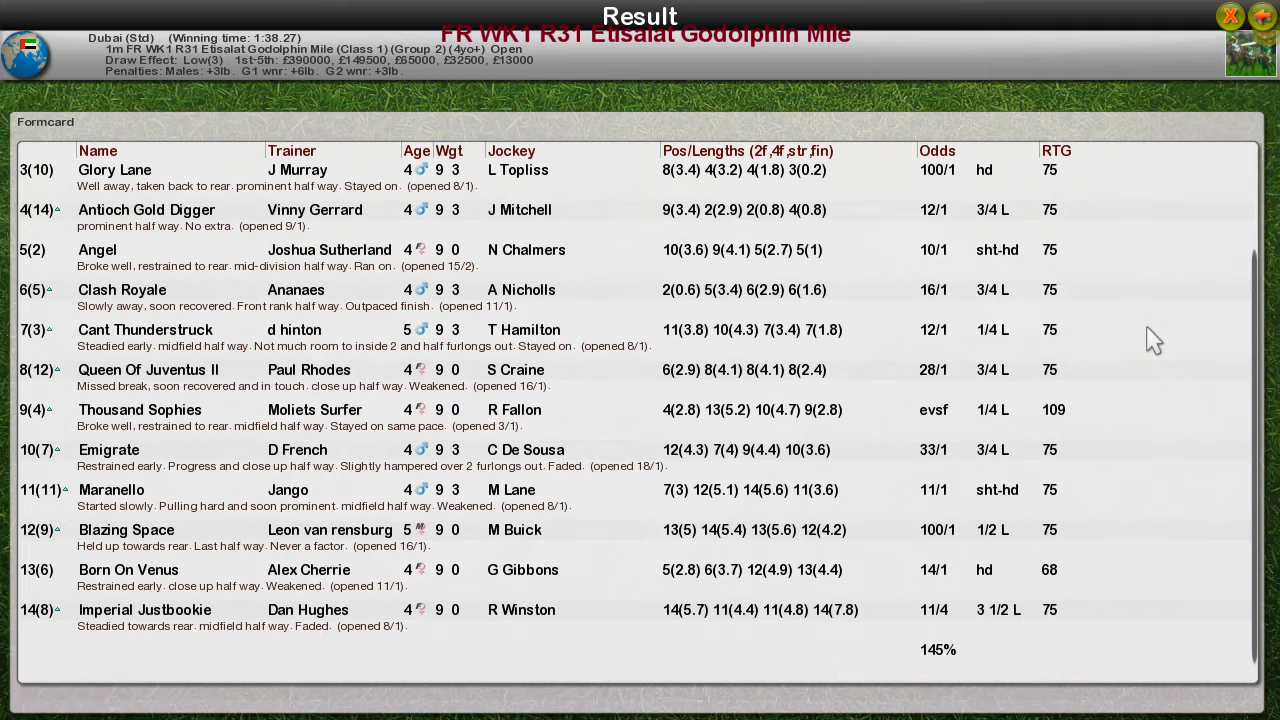 Result
FR WK1 R31 Etisalat Godolphin Mile
Dubai (Std) (Winning time: 1:38.27)
1m FR WK1 R31 Etisalat Godolphin Mile (Class 1) (Group 2) (4yo+) Open
Draw Effect: Low(3) 1st-5th: £390000, £149500, £65000, £32500, £13000
Penalties: Males: +3lb. G1 wnr: +6lb. G2 wnr: +3lb.
Formcard
Name Trainer Age Wgt Jockey Pos/Lengths (2f,4f,str,fin) Odds RTG
3(10) Glory Lane J Murray 4 9 3 L Topliss 8(3.4) 4(3.2) 4(1.8) 3(0.2) 100/1 hd 75
Well away, taken back to rear. prominent half way. Stayed on. (opened 8/1).
4(14) Antioch Gold Digger Vinny Gerrard 4 9 3 J Mitchell 9(3.4) 2(2.9) 2(0.8) 4(0.8) 12/1 3/4 L 75
prominent half way. No extra. (opened 9/1).
5(2) Angel Joshua Sutherland 4 9 0 N Chalmers 10(3.6) 9(4.1) 5(2.7) 5(1) 10/1 sht-hd 75
Broke well, restrained to rear. mid-division half way. Ran on. (opened 15/2).
6(5) Clash Royale Ananaes 4 9 3 A Nicholls 2(0.6) 5(3.4) 6(2.9) 6(1.6) 16/1 3/4 L 75
Slowly away, soon recovered. Front rank half way. Outpaced finish. (opened 11/1).
7(3) Cant Thunderstruck d hinton 5 9 3 T Hamilton 11(3.8) 10(4.3) 7(3.4) 7(1.8) 12/1 1/4 L 75
Steadied early. midfield half way. Not much room to inside 2 and half furlongs out. Stayed on. (opened 8/1).
8(12) Queen Of Juventus II Paul Rhodes 4 9 0 S Craine 6(2.9) 8(4.1) 8(4.1) 8(2.4) 28/1 3/4 L 75
Missed break, soon recovered and in touch. close up half way. Weakened. (opened 16/1).
9(4) Thousand Sophies Moliets Surfer 4 9 0 R Fallon 4(2.8) 13(5.2) 10(4.7) 9(2.8) evsf 1/4 L 109
Broke well, restrained to rear. midfield half way. Stayed on same pace. (opened 3/1).
10(7) Emigrate D French 4 9 3 C De Sousa 12(4.3) 7(4) 9(4.4) 10(3.6) 33/1 3/4 L 75
Restrained early. Progress and close up half way. Slightly hampered over 2 furlongs out. Faded. (opened 18/1).
11(11) Maranello Jango 4 9 3 M Lane 7(3) 12(5.1) 14(5.6) 11(3.6) 11/1 sht-hd 75
Started slowly. Pulling hard and soon prominent. midfield half way. Weakened. (opened 8/1).
12(9) Blazing Space Leon van rensburg 5 9 0 M Buick 13(5) 14(5.4) 13(5.6) 12(4.2) 100/1 1/2 L 75
Held up towards rear. Last half way. Never a factor. (opened 16/1).
13(6) Born On Venus Alex Cherrie 4 9 0 G Gibbons 5(2.8) 6(3.7) 12(4.9) 13(4.4) 14/1 hd 68
Restrained early. close up half way. Weakened. (opened 11/1).
14(8) Imperial Justbookie Dan Hughes 4 9 0 R Winston 14(5.7) 11(4.4) 11(4.8) 14(7.8) 11/4 3 1/2 L 75
Steadied towards rear. midfield half way. Faded. (opened 8/1).
145%